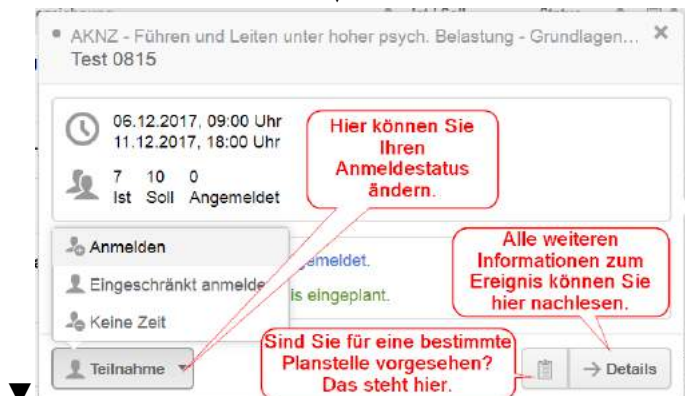 AKNZ - Führen und Leiten unter hoher psych. Belastung - Grundlagen...
Test 0815
06.12.2017, 09:00 Uhr
11.12.2017, 18:00 Uhr
7 10 0
Ist Soll Angemeldet
Hier können Sie
Ihren
Anmeldestatus
ändern.
Anmelden
Eingeschränkt anmelde
Keine Zeit
gemeldet.
is eingeplant.
Alle weiteren
Informationen zum
Ereignis können Sie
hier nachlesen.
Sind Sie für eine bestimmte
Planstelle vorgesehen?
Das steht hier.
Teilnahme
→ Details